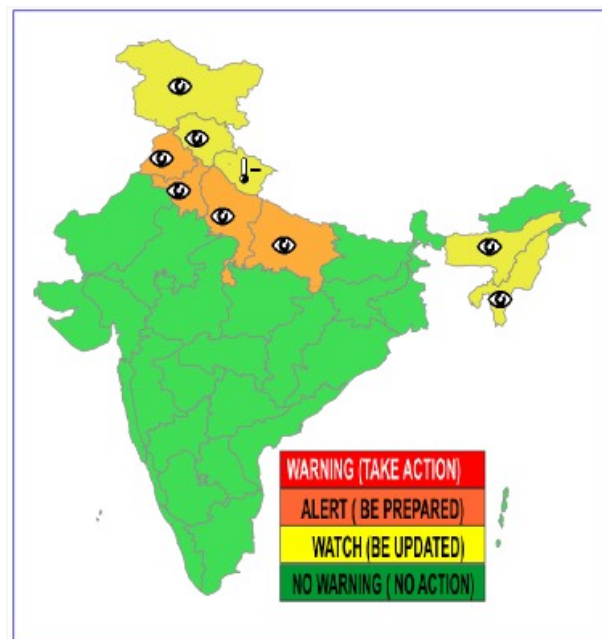 WARNING (TAKE ACTION)
ALERT ( BE PREPARED)
WATCH (BE UPDATED)
NO WARNING ( NO ACTION)